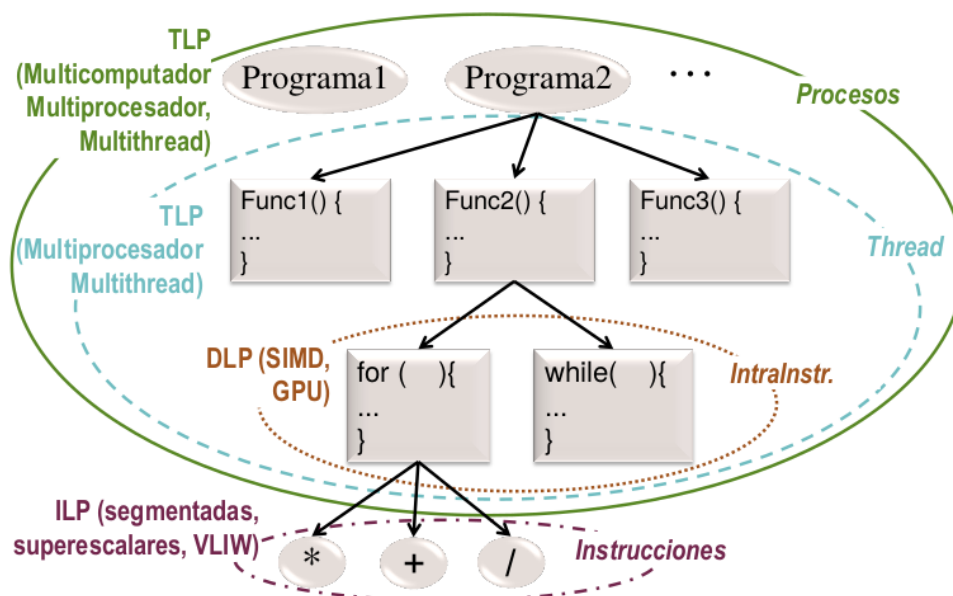 TLP
(Multicomputador
Multiprocesador,
Multithread)
Programa1
Programa2
...
Procesos
TLP
(Multiprocesador
Multithread)
Func1() {
...
}
Func2() {
...
}
Func3() {
...
}
Thread
DLP (SIMD,
GPU)
for (   ){
...
}
while(   ){
...
}
IntraInstr.
ILP (segmentadas,
superescalares, VLIW)
*
+
/
Instrucciones